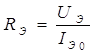 R_Э = U_Э / I_Э0